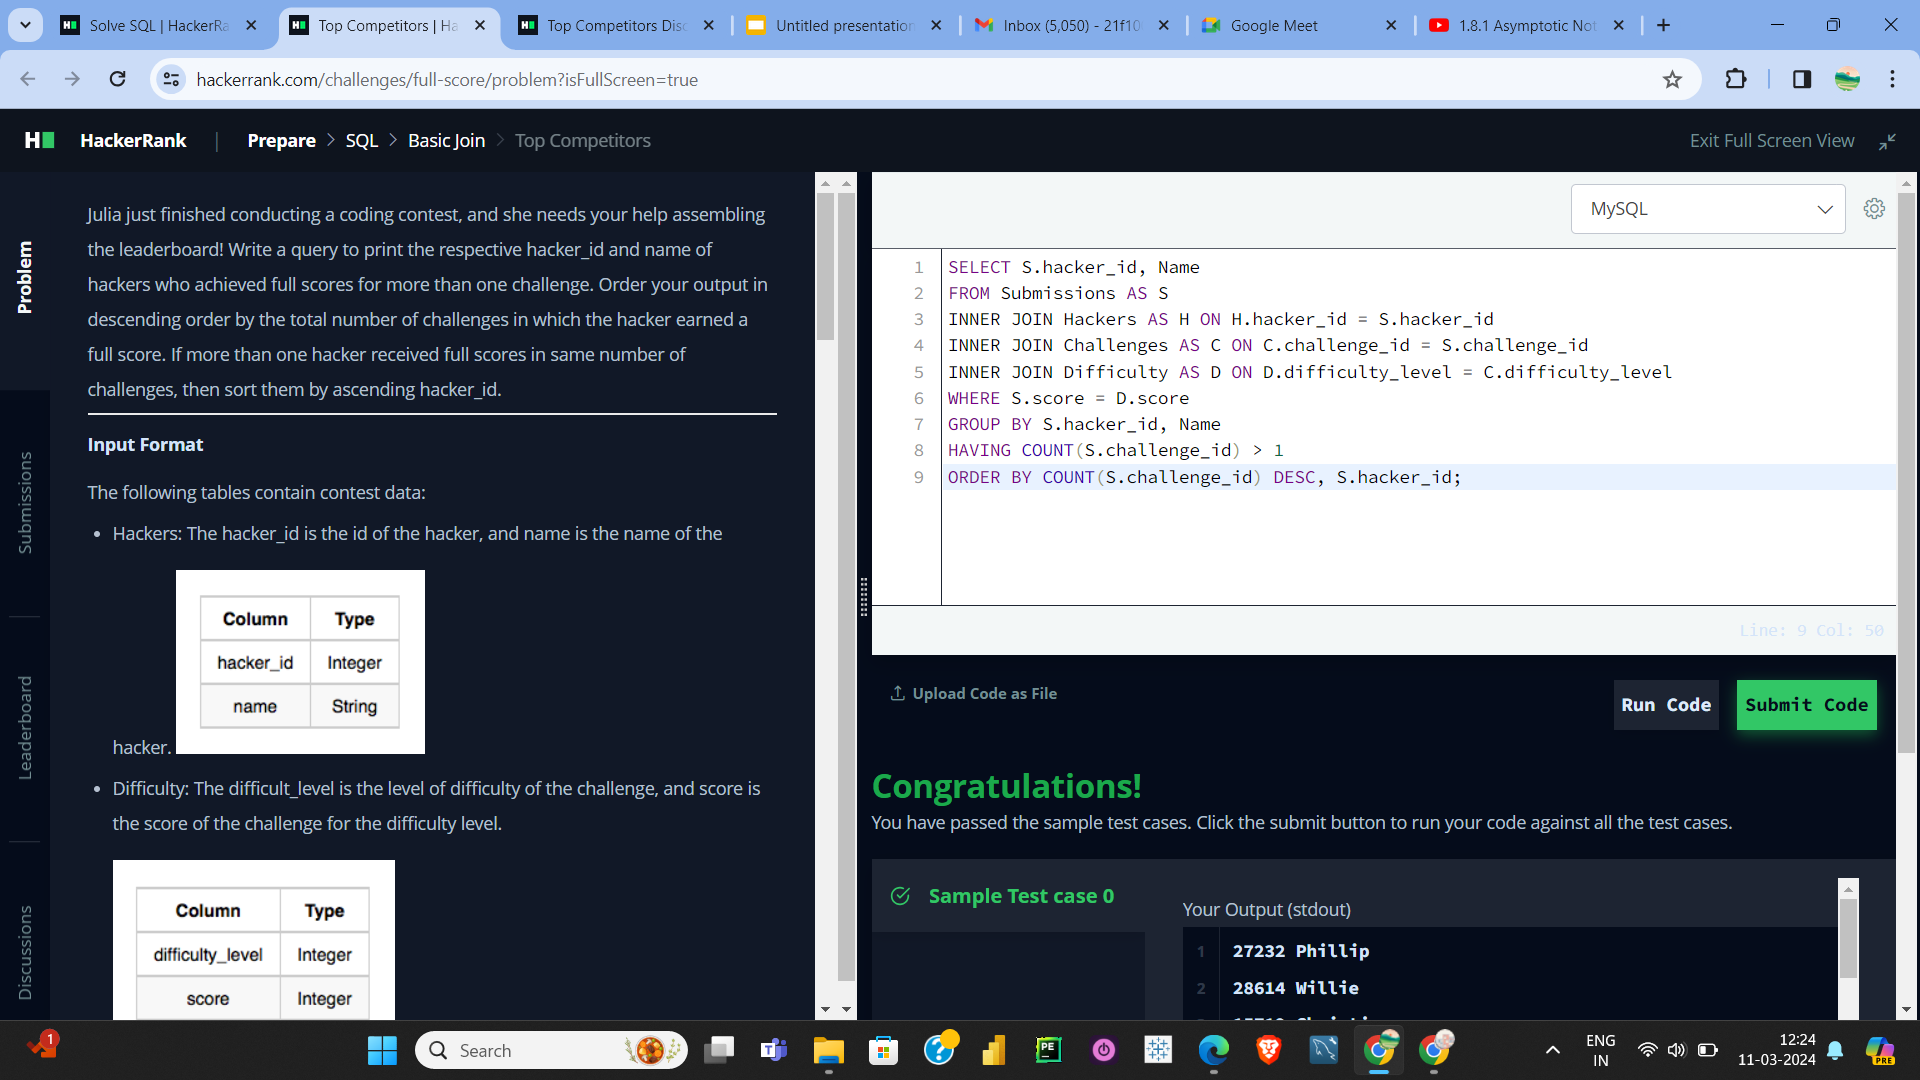 Solve SQL | HackerRa
Top Competitors | Ha
Top Competitors Disc
Untitled presentation
Inbox (5,050) - 21f10
Google Meet
1.8.1 Asymptotic Not
hackerrank.com/challenges/full-score/problem?isFullScreen=true
HackerRank | Prepare > SQL > Basic Join > Top Competitors
Exit Full Screen View
Problem
Submissions
Leaderboard
Discussions
Julia just finished conducting a coding contest, and she needs your help assembling
the leaderboard! Write a query to print the respective hacker_id and name of
hackers who achieved full scores for more than one challenge. Order your output in
descending order by the total number of challenges in which the hacker earned a
full score. If more than one hacker received full scores in same number of
challenges, then sort them by ascending hacker_id.
Input Format
The following tables contain contest data:
• Hackers: The hacker_id is the id of the hacker, and name is the name of the
Column Type
hacker_id Integer
name String
hacker.
• Difficulty: The difficult_level is the level of difficulty of the challenge, and score is
the score of the challenge for the difficulty level.
Column Type
difficulty_level Integer
score Integer
MySQL
1 SELECT S.hacker_id, Name
2 FROM Submissions AS S
3 INNER JOIN Hackers AS H ON H.hacker_id = S.hacker_id
4 INNER JOIN Challenges AS C ON C.challenge_id = S.challenge_id
5 INNER JOIN Difficulty AS D ON D.difficulty_level = C.difficulty_level
6 WHERE S.score = D.score
7 GROUP BY S.hacker_id, Name
8 HAVING COUNT(S.challenge_id) > 1
9 ORDER BY COUNT(S.challenge_id) DESC, S.hacker_id;
Line: 9 Col: 50
Upload Code as File
Run Code
Submit Code
Congratulations!
You have passed the sample test cases. Click the submit button to run your code against all the test cases.
Sample Test case 0
Your Output (stdout)
1 27232 Phillip
2 28614 Willie
1
Search
PE
ENG
IN
12:24
11-03-2024
PRE